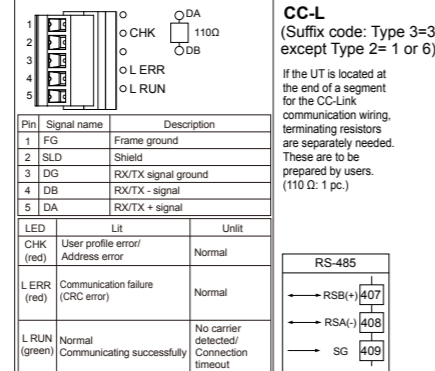 1
2
3
4
5
CHK
L ERR
L RUN
DA
110Ω
DB
CC-L
(Suffix code: Type 3=3
except Type 2= 1 or 6)
If the UT is located at
the end of a segment
for the CC-Link
communication wiring,
terminating resistors
are separately needed.
These are to be
prepared by users.
(110 Ω: 1 pc.)
Pin Signal name Description
1 FG Frame ground
2 SLD Shield
3 DG RX/TX signal ground
4 DB RX/TX - signal
5 DA RX/TX + signal
LED Lit Unlit
CHK (red) User profile error/ Address error Normal
L ERR (red) Communication failure (CRC error) Normal
L RUN (green) Normal Communicating successfully No carrier detected/ Connection timeout
RS-485
RSB(+) 407
RSA(-) 408
SG 409